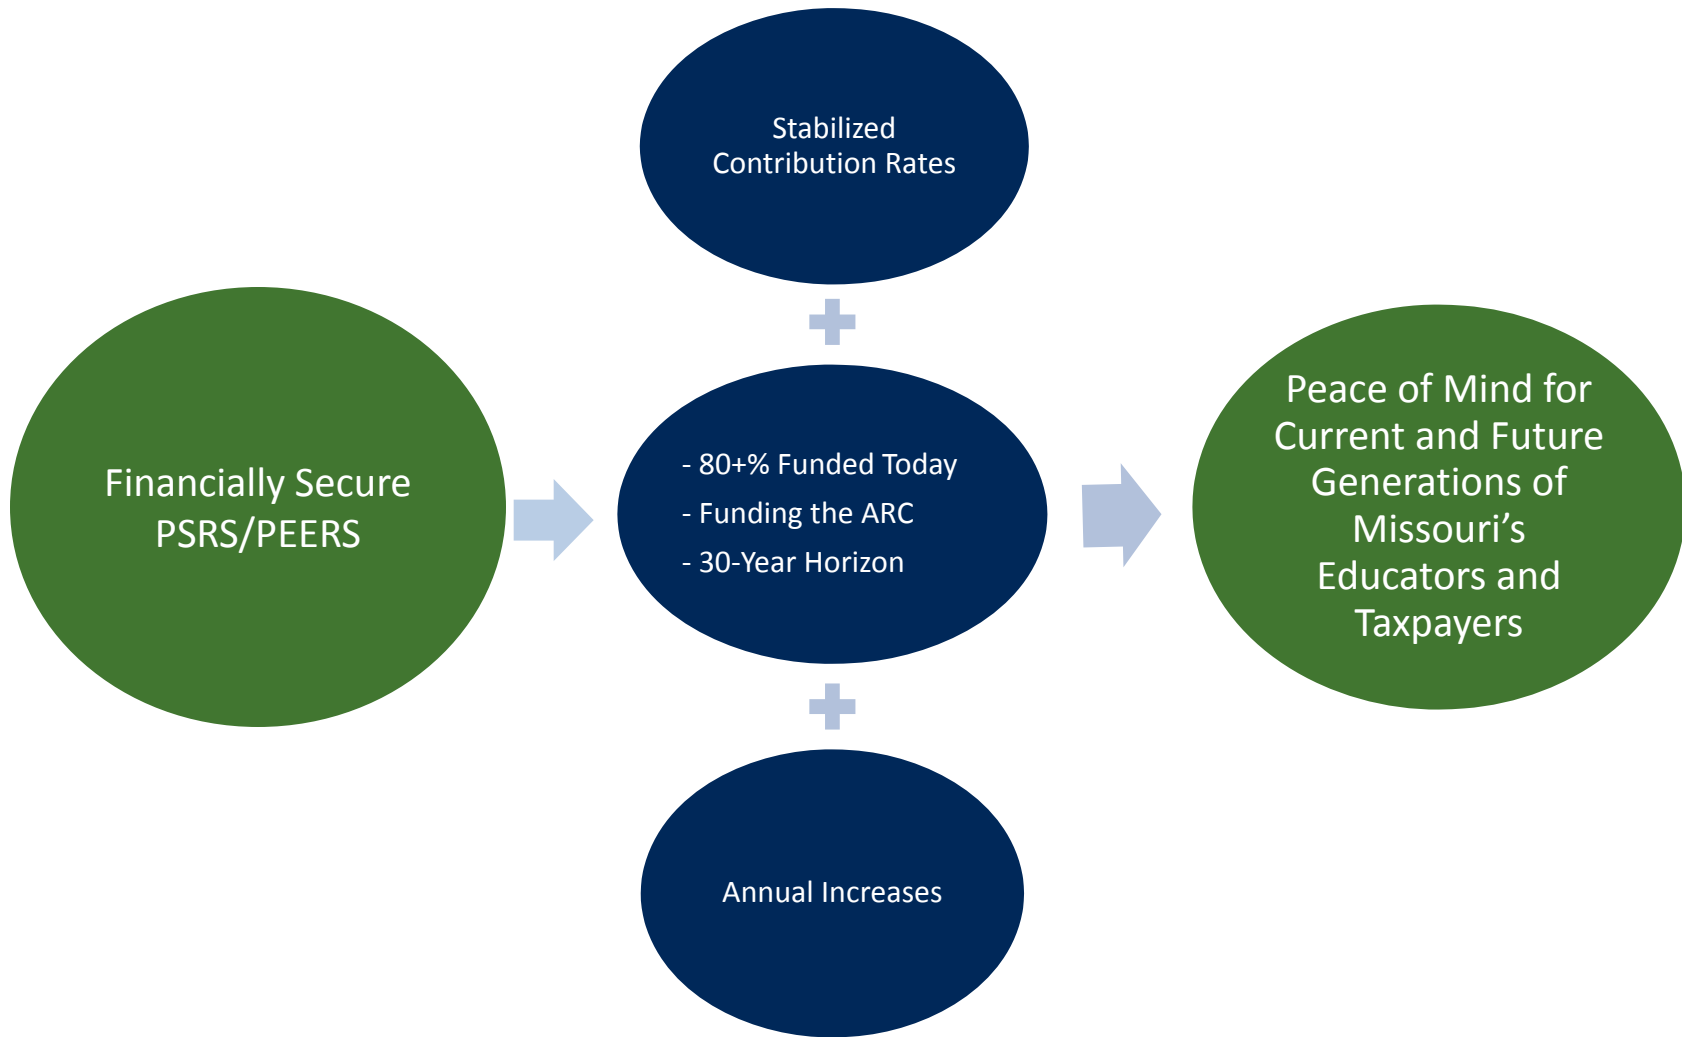 Stabilized
Contribution Rates
Financially Secure
PSRS/PEERS
- 80+% Funded Today
- Funding the ARC
- 30-Year Horizon
Peace of Mind for
Current and Future
Generations of
Missouri’s
Educators and
Taxpayers
Annual Increases